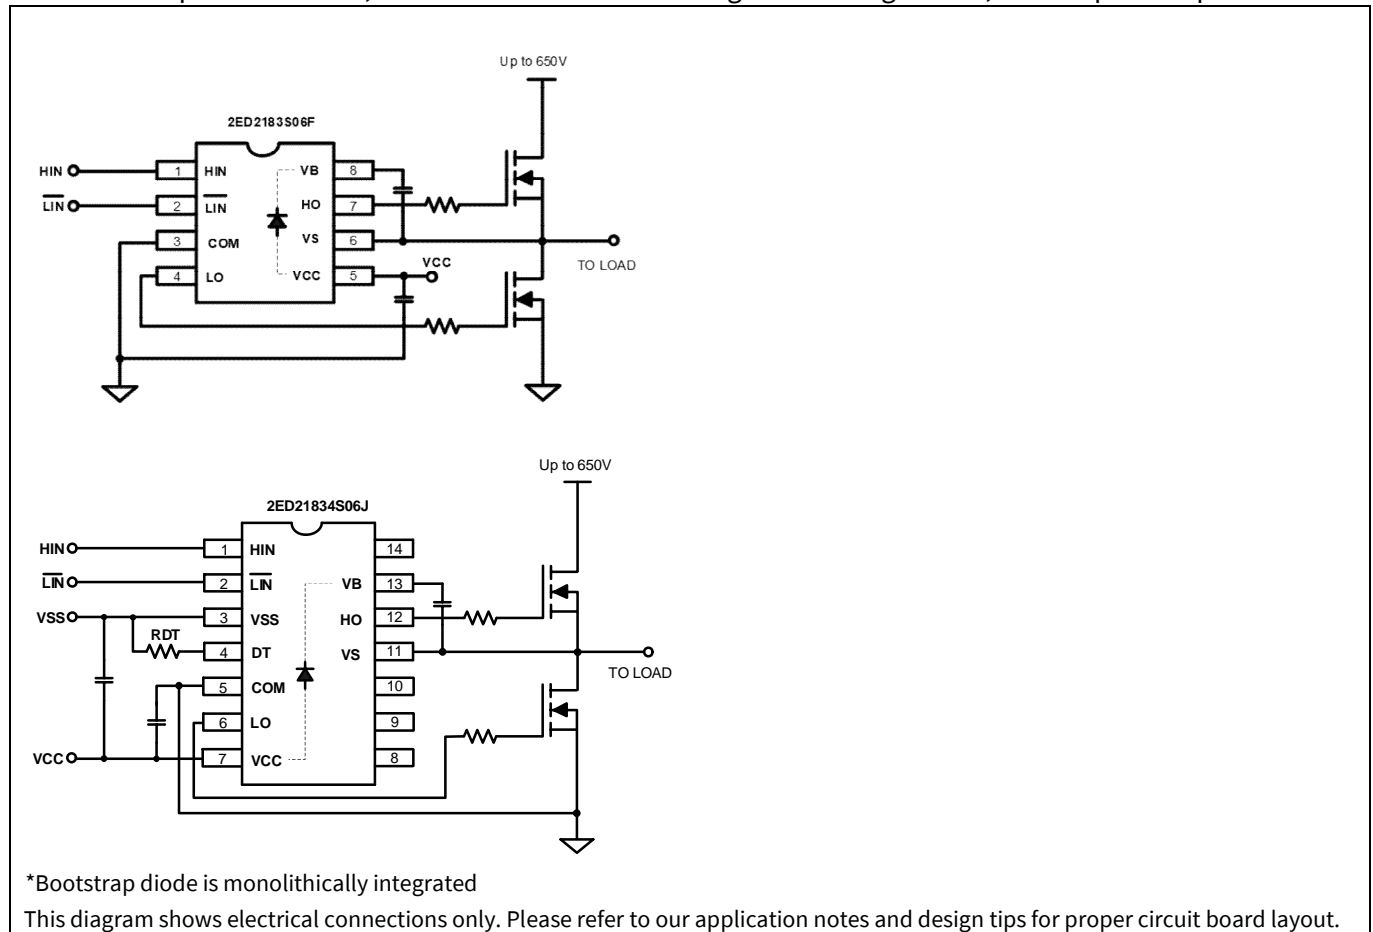 Up to 650V
2ED2183S06F
HIN 1 HIN VB 8
LIN 2 LIN HO 7
3 COM VS 6
TO LOAD
VCC
4 LO VCC 5
Up to 650V
2ED21834S06J
HIN 1 HIN 14
LIN 2 LIN VB 13
VSS 3 VSS HO 12
RDT
4 DT VS 11
TO LOAD
5 COM 10
6 LO 9
VCC 7 VCC 8
*Bootstrap diode is monolithically integrated
This diagram shows electrical connections only. Please refer to our application notes and design tips for proper circuit board layout.